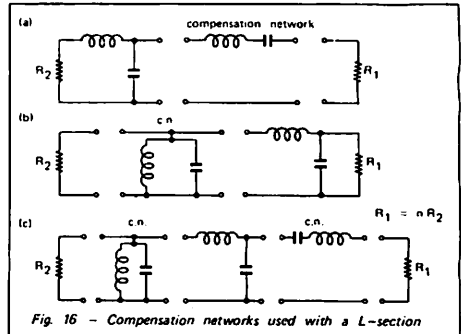 (a)
compensation network
R2
R1
(b)
c.n.
R2
R1
(c)
c.n.
c.n.
R1 = n R2
R2
R1
Fig. 16 – Compensation networks used with a L-section